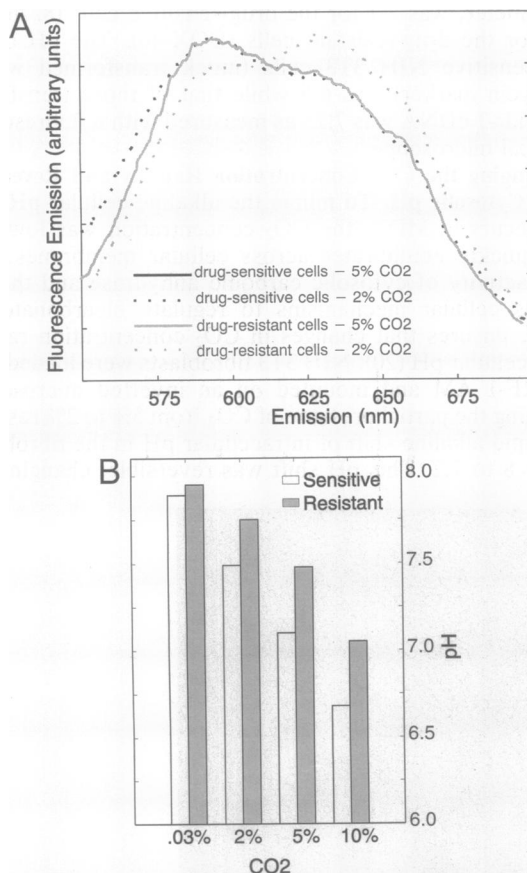 A
Fluorescence Emission (arbitrary units)
drug-sensitive cells – 5% CO2
drug-sensitive cells – 2% CO2
drug-resistant cells – 5% CO2
drug-resistant cells – 2% CO2
575 600 625 650 675
Emission (nm)
B
Sensitive
Resistant
8.0
7.5
7.0
6.5
6.0
pH
.03% 2% 5% 10%
CO2